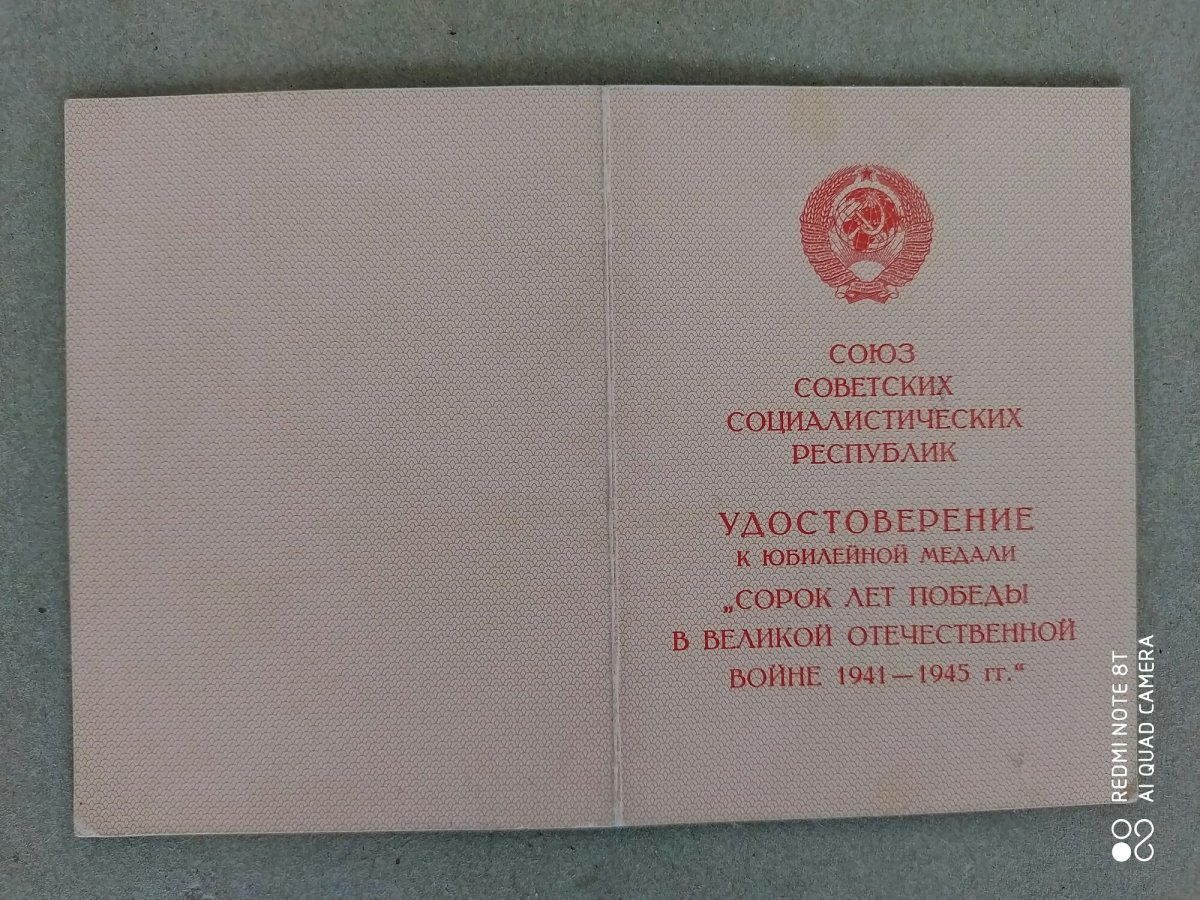 СОЮЗ
СОВЕТСКИХ
СОЦИАЛИСТИЧЕСКИХ
РЕСПУБЛИК
УДОСТОВЕРЕНИЕ
К ЮБИЛЕЙНОЙ МЕДАЛИ
„СОРОК ЛЕТ ПОБЕДЫ
В ВЕЛИКОЙ ОТЕЧЕСТВЕННОЙ
ВОЙНЕ 1941—1945 гг.“
REDMI NOTE 8T
AI QUAD CAMERA